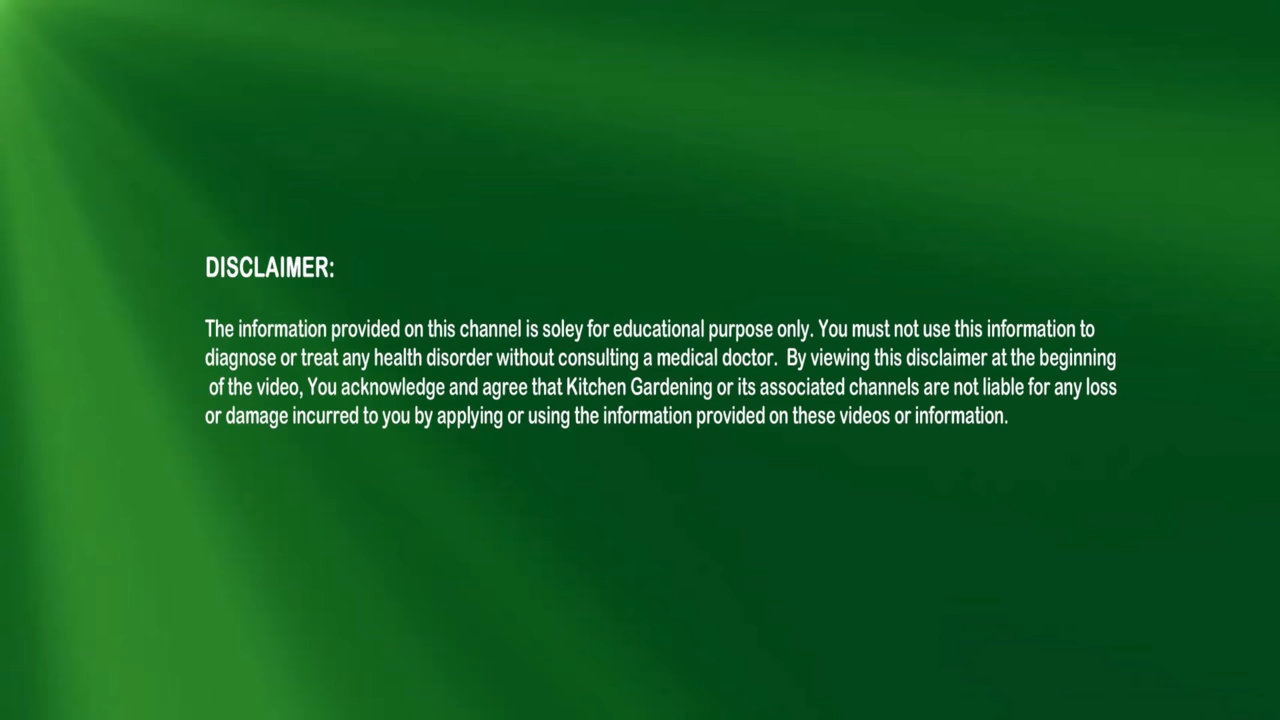 DISCLAIMER:
The information provided on this channel is soley for educational purpose only. You must not use this information to
diagnose or treat any health disorder without consulting a medical doctor. By viewing this disclaimer at the beginning
of the video, You acknowledge and agree that Kitchen Gardening or its associated channels are not liable for any loss
or damage incurred to you by applying or using the information provided on these videos or information.